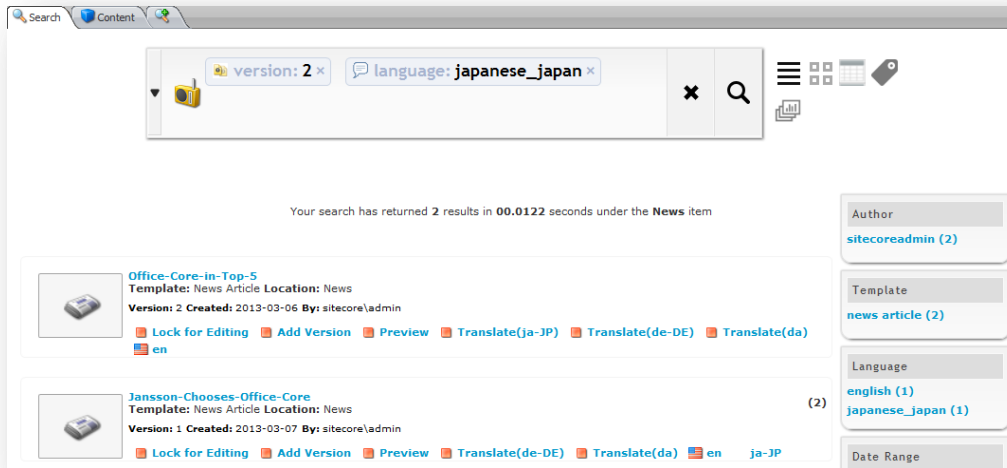 Search Content
version: 2 × language: japanese_japan ×
Your search has returned 2 results in 00.0122 seconds under the News item
Author
sitecoreadmin (2)
Template
news article (2)
Language
english (1)
japanese_japan (1)
Date Range
Office-Core-in-Top-5
Template: News Article Location: News
Version: 2 Created: 2013-03-06 By: sitecore\admin
Lock for Editing Add Version Preview Translate(ja-JP) Translate(de-DE) Translate(da)
en
Jansson-Chooses-Office-Core
(2)
Template: News Article Location: News
Version: 1 Created: 2013-03-07 By: sitecore\admin
Lock for Editing Add Version Preview Translate(de-DE) Translate(da) en ja-JP